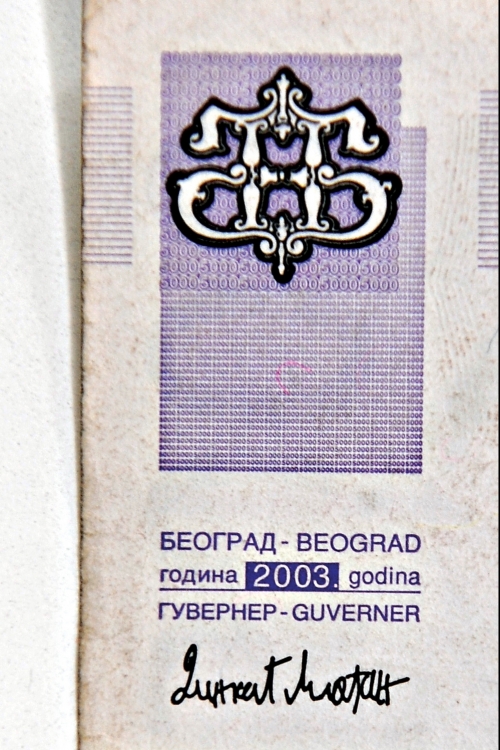 БЕОГРАД - BEOGRAD
година 2003. godina
ГУВЕРНЕР - GUVERNER